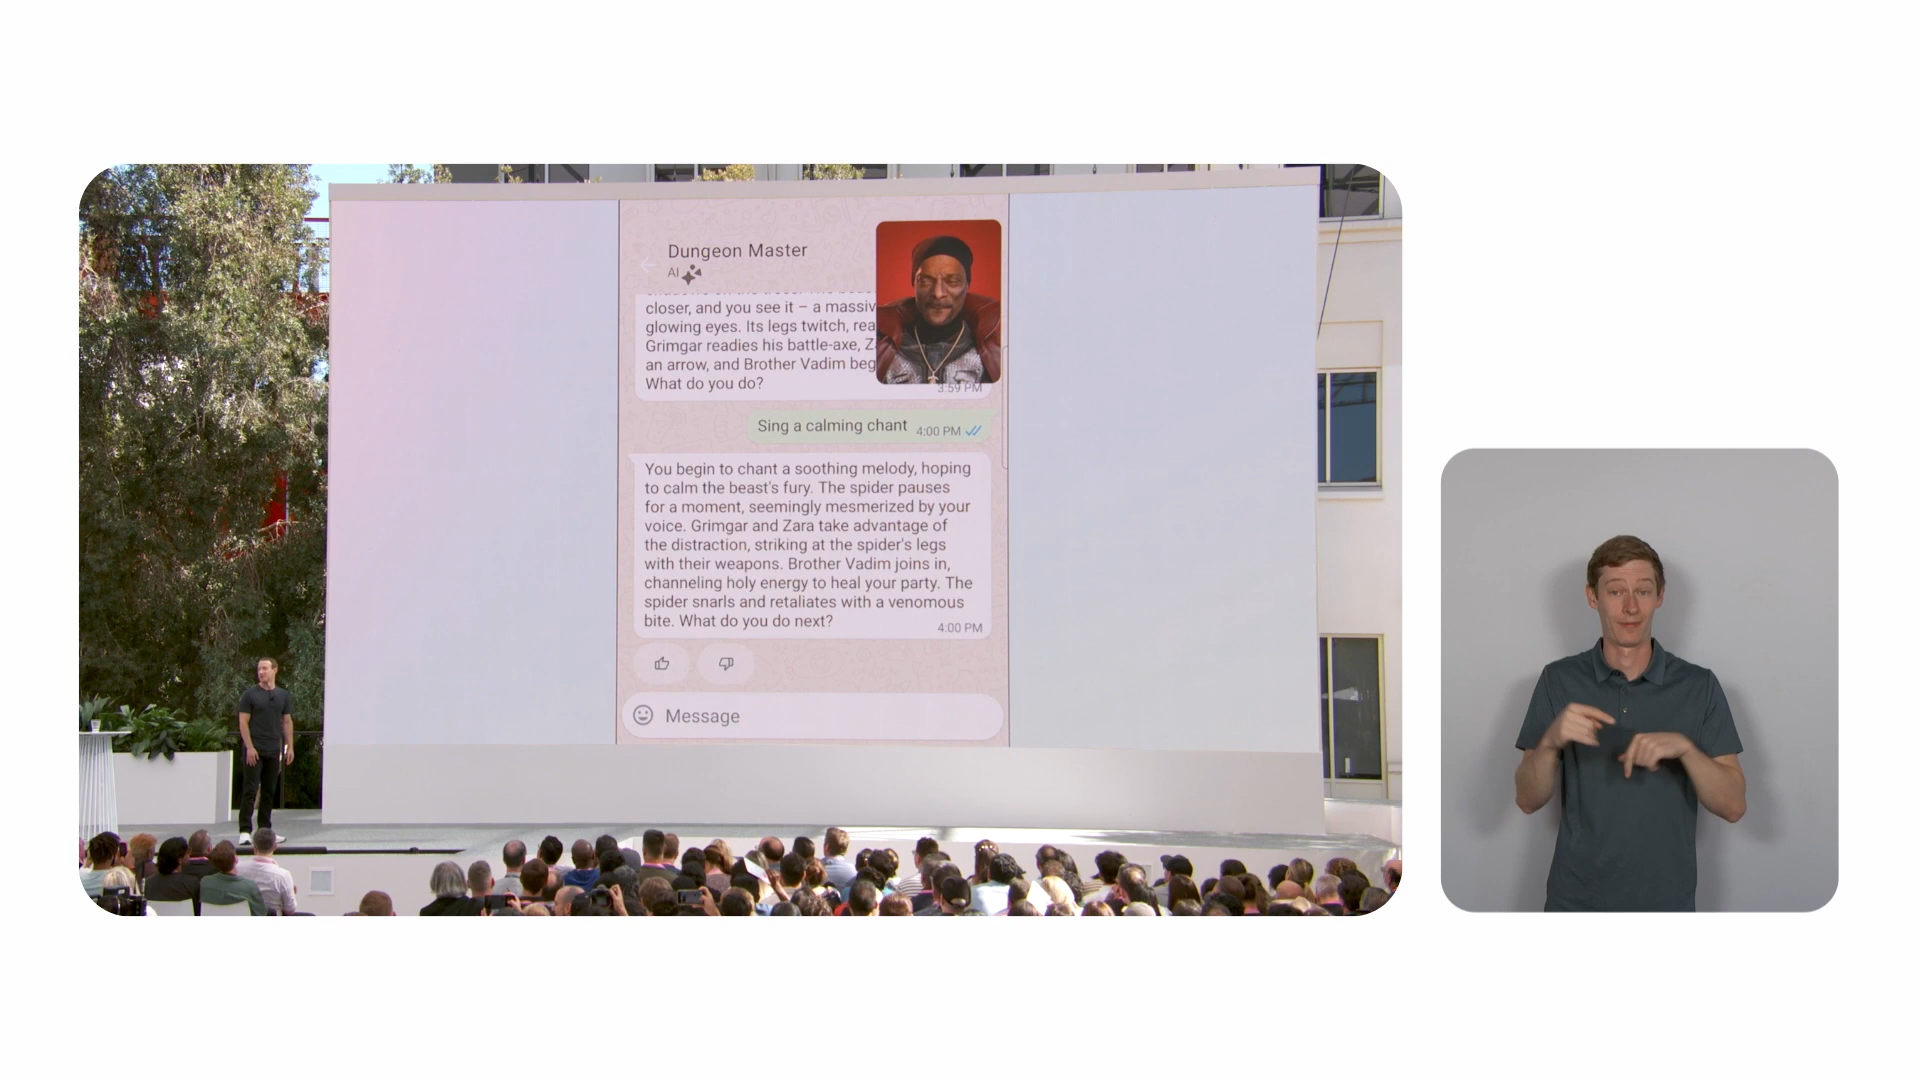 Dungeon Master
AI
closer, and you see it – a massiv
glowing eyes. Its legs twitch, rea
Grimgar readies his battle-axe, Z
an arrow, and Brother Vadim beg
What do you do?
3:59 PM
Sing a calming chant 4:00 PM
You begin to chant a soothing melody, hoping
to calm the beast's fury. The spider pauses
for a moment, seemingly mesmerized by your
voice. Grimgar and Zara take advantage of
the distraction, striking at the spider's legs
with their weapons. Brother Vadim joins in,
channeling holy energy to heal your party. The
spider snarls and retaliates with a venomous
bite. What do you do next?
4:00 PM
Message